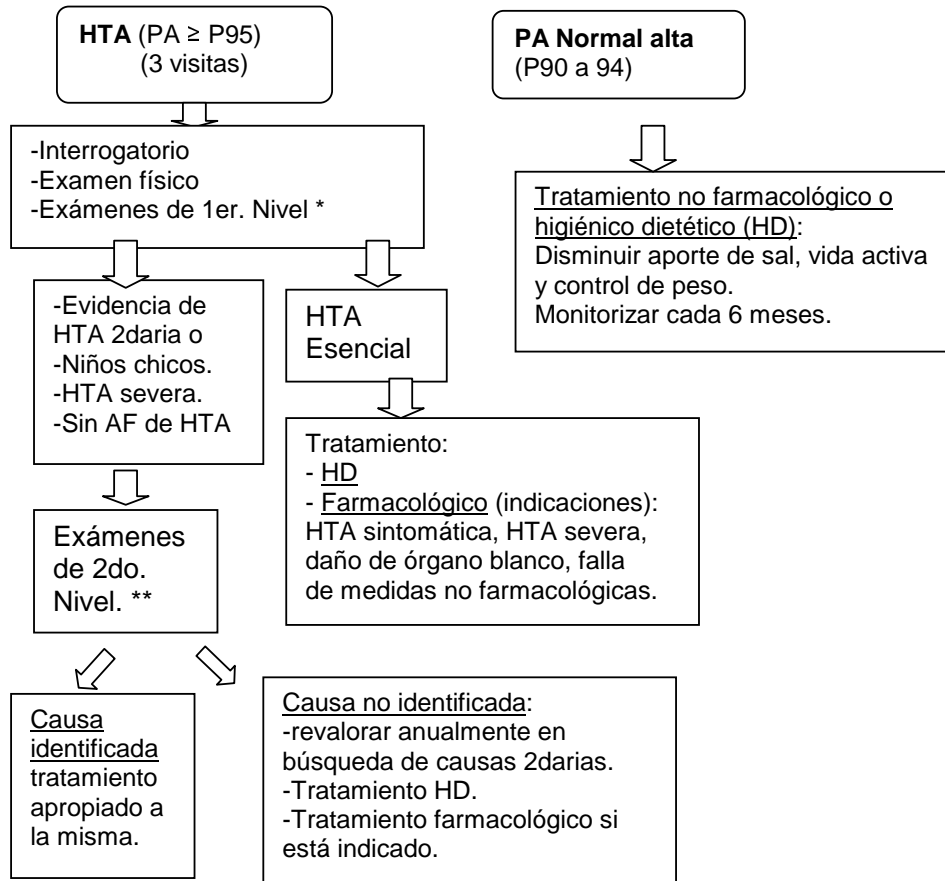 HTA (PA ≥ P95)
(3 visitas)
PA Normal alta
(P90 a 94)
-Interrogatorio
-Examen físico
-Exámenes de 1er. Nivel *
Tratamiento no farmacológico o
higiénico dietético (HD):
Disminuir aporte de sal, vida activa
y control de peso.
Monitorizar cada 6 meses.
-Evidencia de
HTA 2daria o
-Niños chicos.
-HTA severa.
-Sin AF de HTA
HTA
Esencial
Tratamiento:
- HD
- Farmacológico (indicaciones):
HTA sintomática, HTA severa,
daño de órgano blanco, falla
de medidas no farmacológicas.
Exámenes
de 2do.
Nivel. **
Causa
identificada
tratamiento
apropiado a
la misma.
Causa no identificada:
-revalorar anualmente en
búsqueda de causas 2darias.
-Tratamiento HD.
-Tratamiento farmacológico si
está indicado.